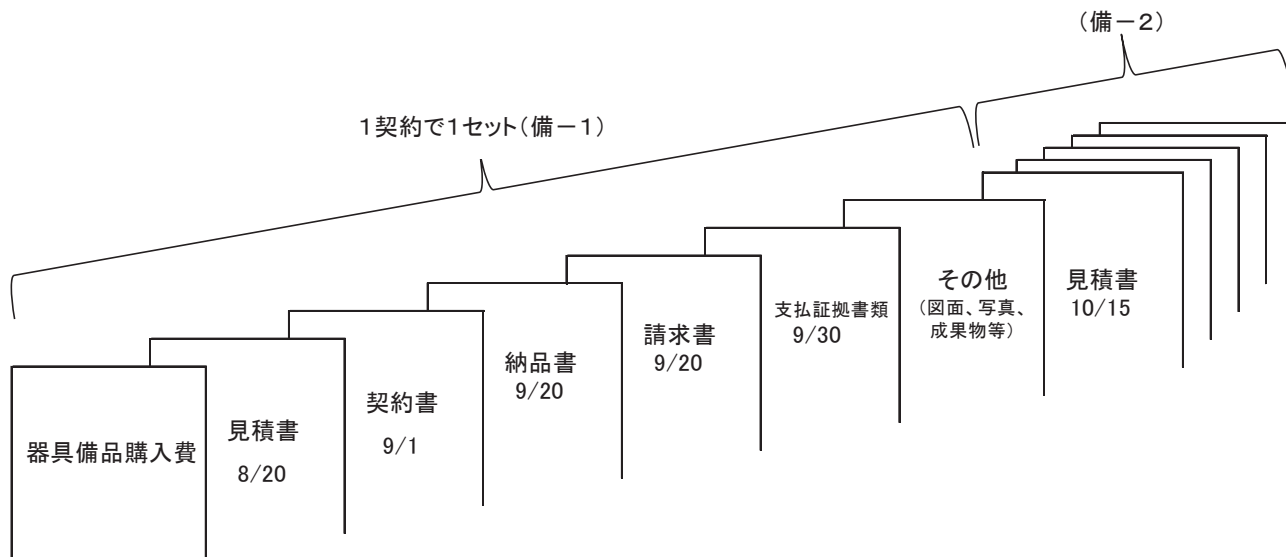 (備－2)
1契約で1セット(備－1)
器具備品購入費
見積書
8/20
契約書
9/1
納品書
9/20
請求書
9/20
支払証拠書類
9/30
その他
(図面、写真、
成果物等)
見積書
10/15